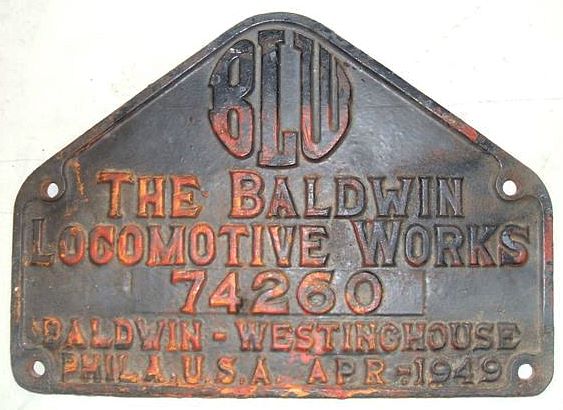 BLW
THE BALDWIN
LOCOMOTIVE WORKS
74260
BALDWIN - WESTINGHOUSE
PHILA. U.S.A. APR - 1949